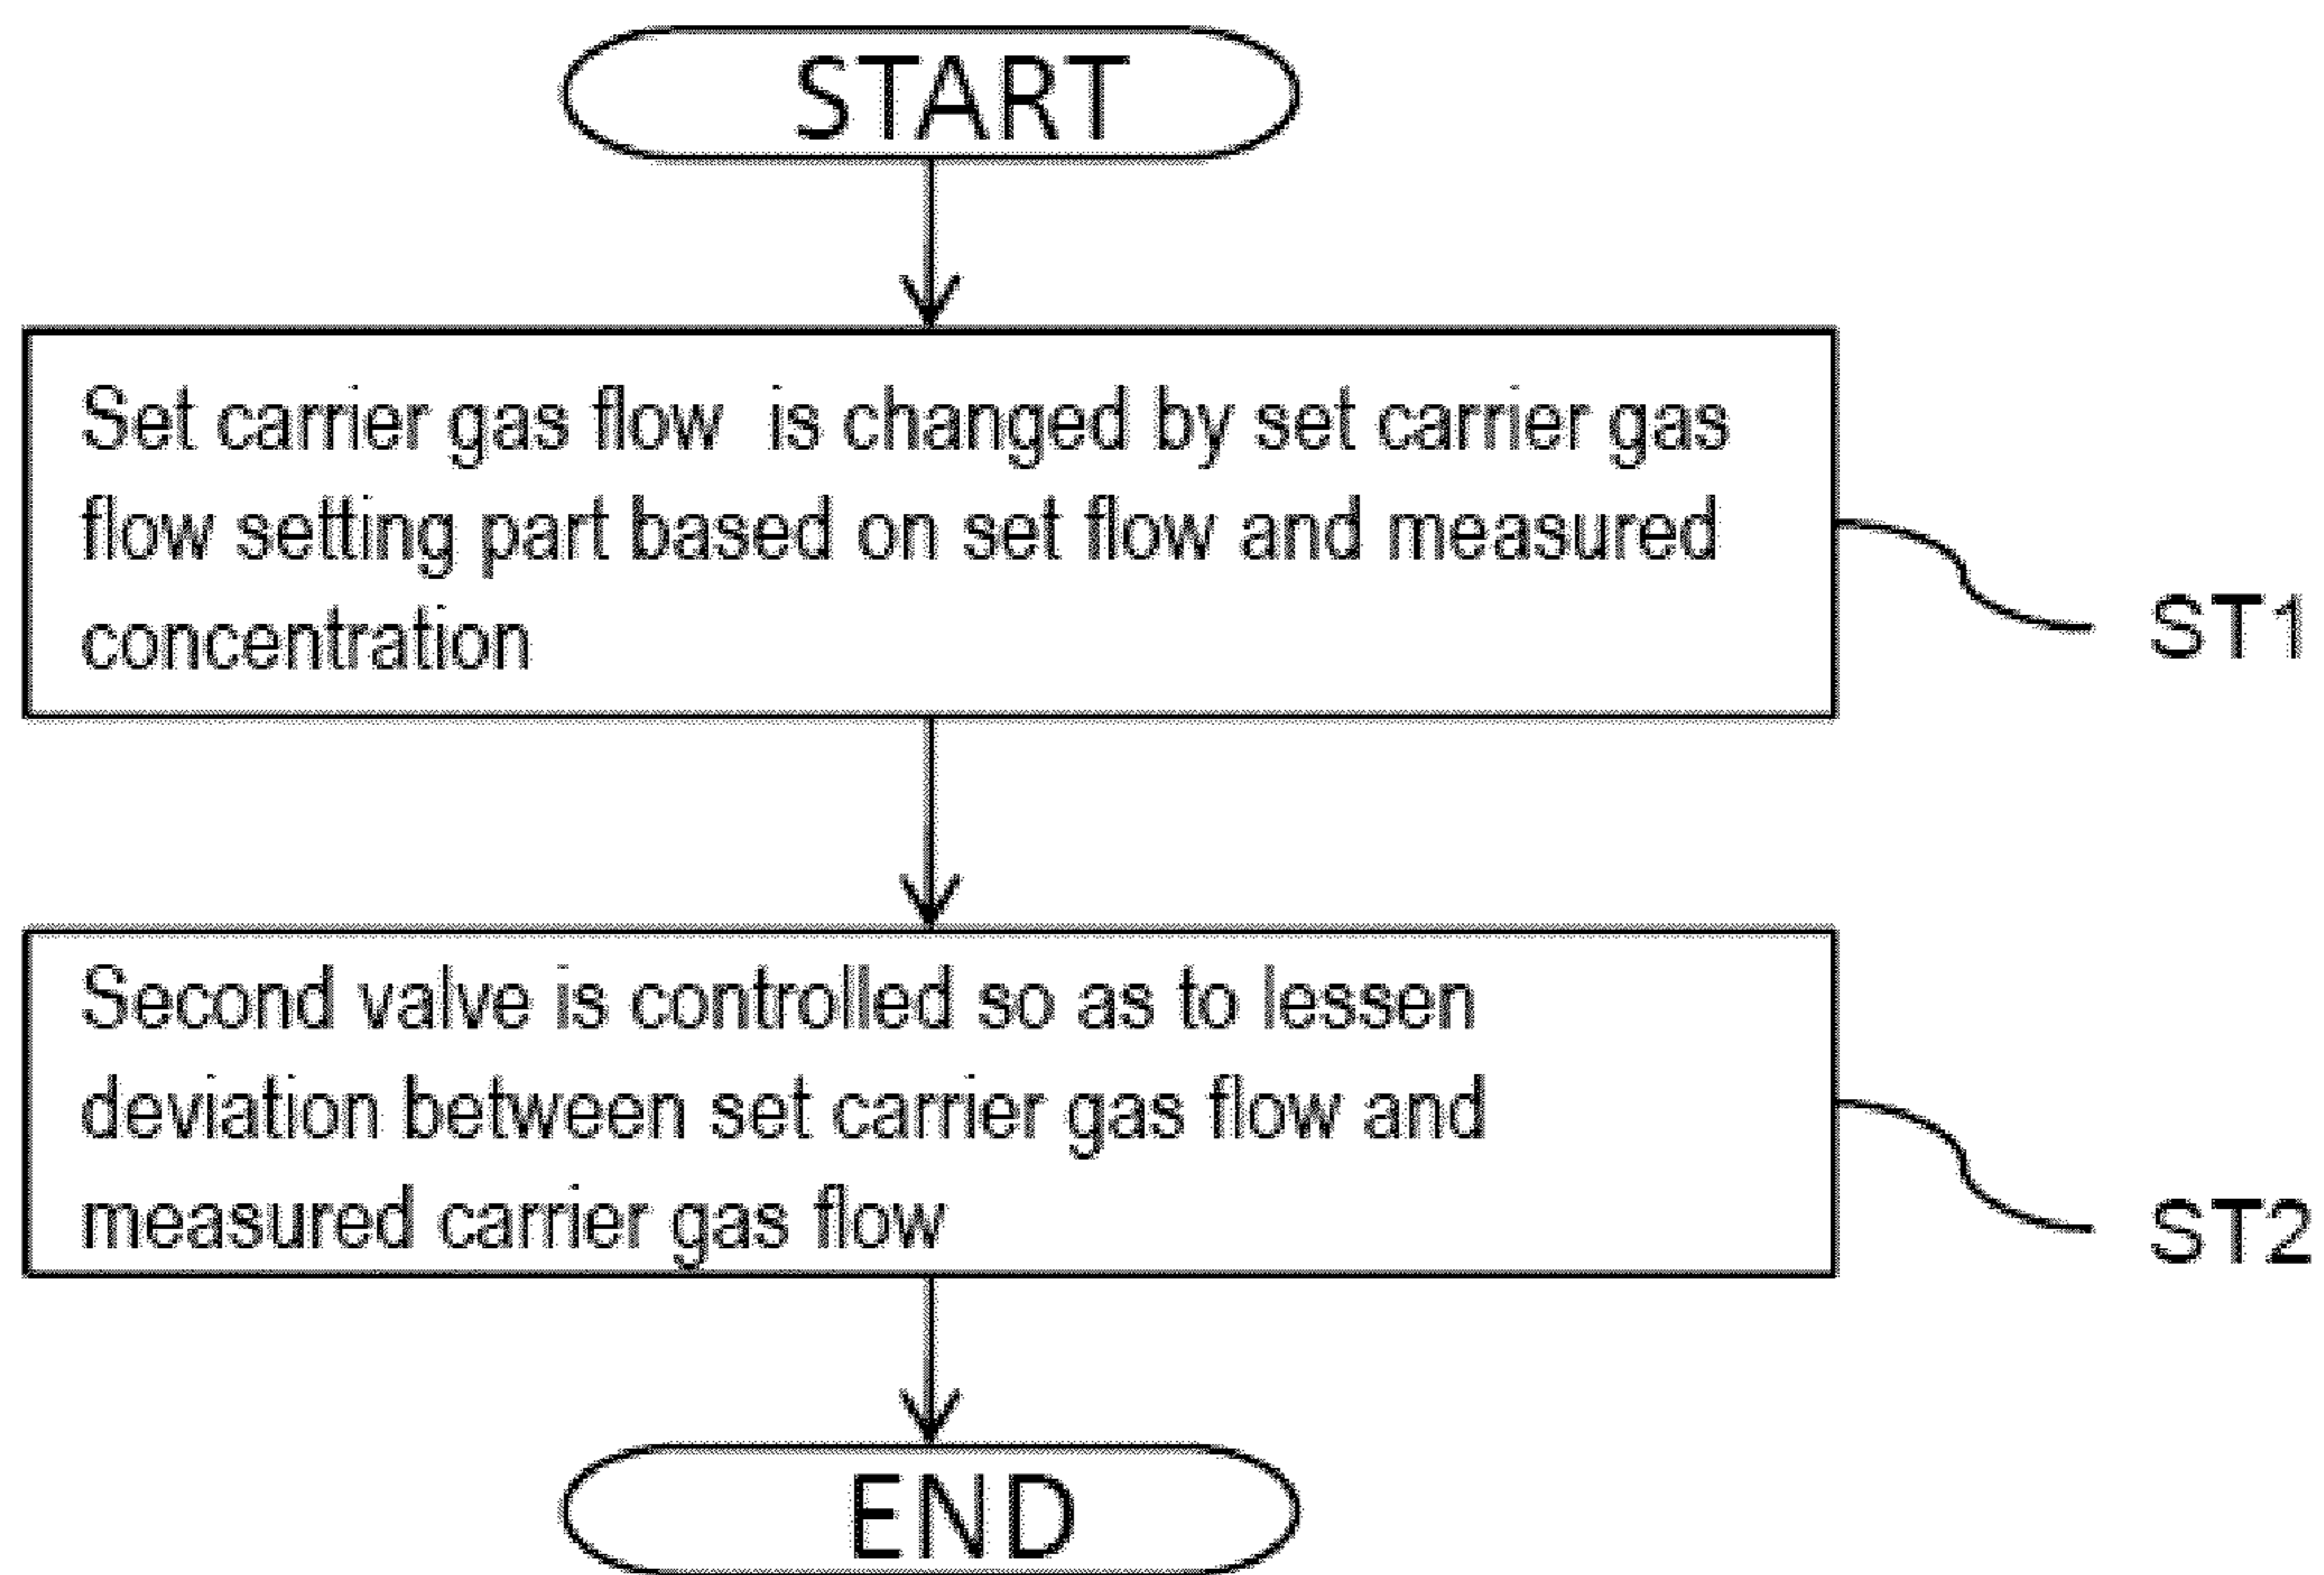 START
Set carrier gas flow is changed by set carrier gas
flow setting part based on set flow and measured
concentration
ST1
Second valve is controlled so as to lessen
deviation between set carrier gas flow and
measured carrier gas flow
ST2
END